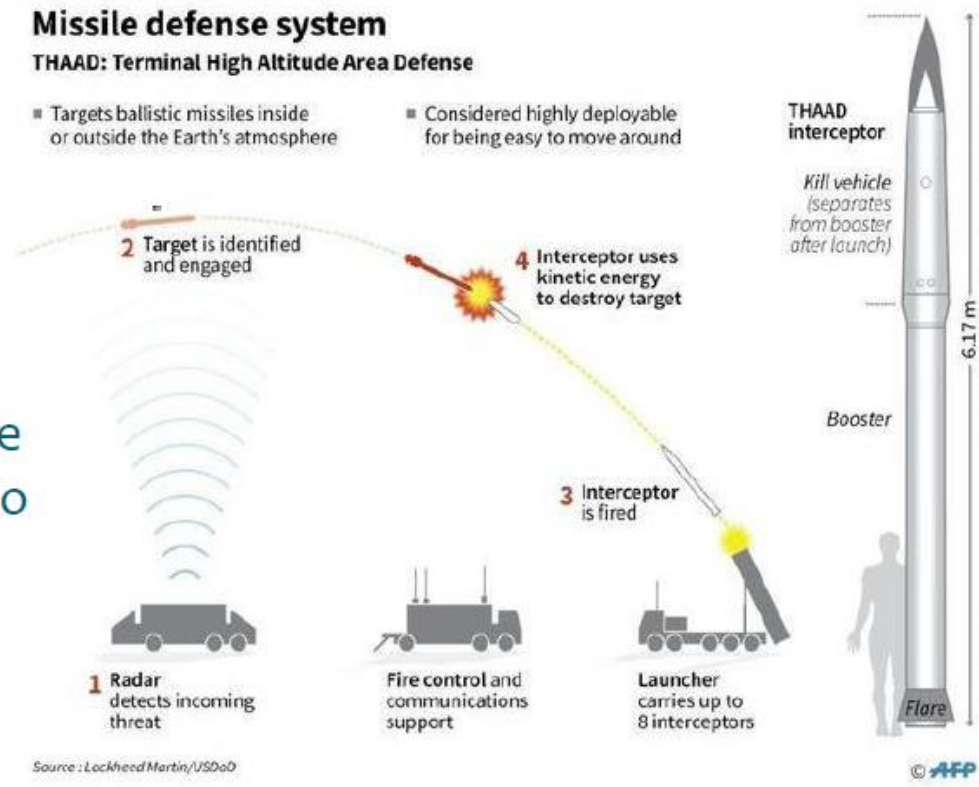 Missile defense system
THAAD: Terminal High Altitude Area Defense
Targets ballistic missiles inside
or outside the Earth's atmosphere
Considered highly deployable
for being easy to move around
THAAD
interceptor
Kill vehicle
(separates
from booster
after launch)
2 Target is identified
and engaged
4 Interceptor uses
kinetic energy
to destroy target
6.17 m
e
o
Booster
3 Interceptor
is fired
1 Radar
detects incoming
threat
Fire control and
communications
support
Launcher
carries up to
8 interceptors
Flare
Source : Lockheed Martin/USDoD
© AFP